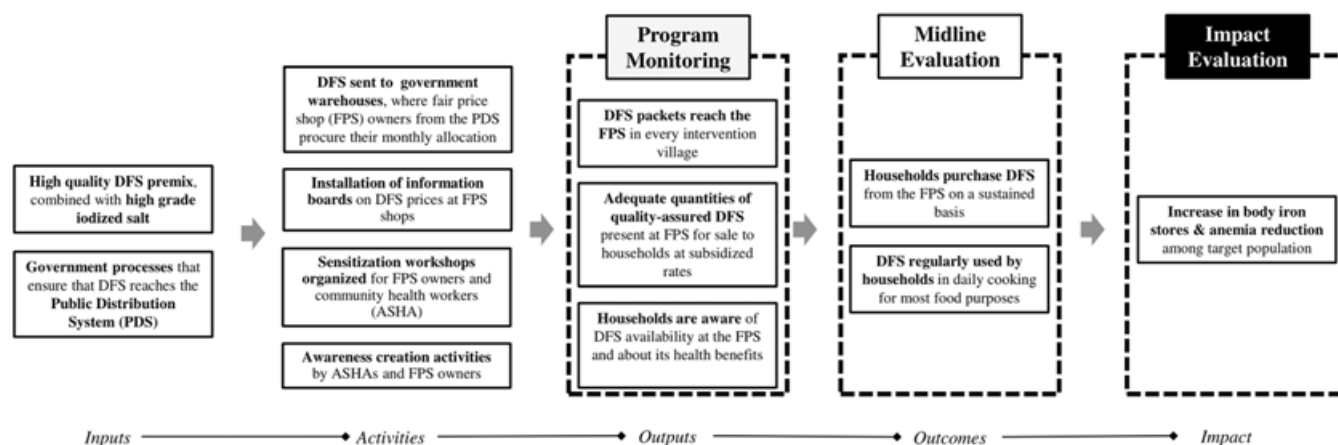 High quality DFS premix,
combined with high grade
iodized salt
Government processes that
ensure that DFS reaches the
Public Distribution
System (PDS)
DFS sent to government
warehouses, where fair price
shop (FPS) owners from the PDS
procure their monthly allocation
Installation of information
boards on DFS prices at FPS
shops
Sensitization workshops
organized for FPS owners and
community health workers
(ASHA)
Awareness creation activities
by ASHAs and FPS owners
Program
Monitoring
DFS packets reach the
FPS in every intervention
village
Adequate quantities of
quality-assured DFS
present at FPS for sale to
households at subsidized
rates
Households are aware of
DFS availability at the FPS
and about its health benefits
Midline
Evaluation
Households purchase DFS
from the FPS on a sustained
basis
DFS regularly used by
households in daily cooking
for most food purposes
Impact
Evaluation
Increase in body iron
stores & anemia reduction
among target population
Inputs Activities Outputs Outcomes Impact